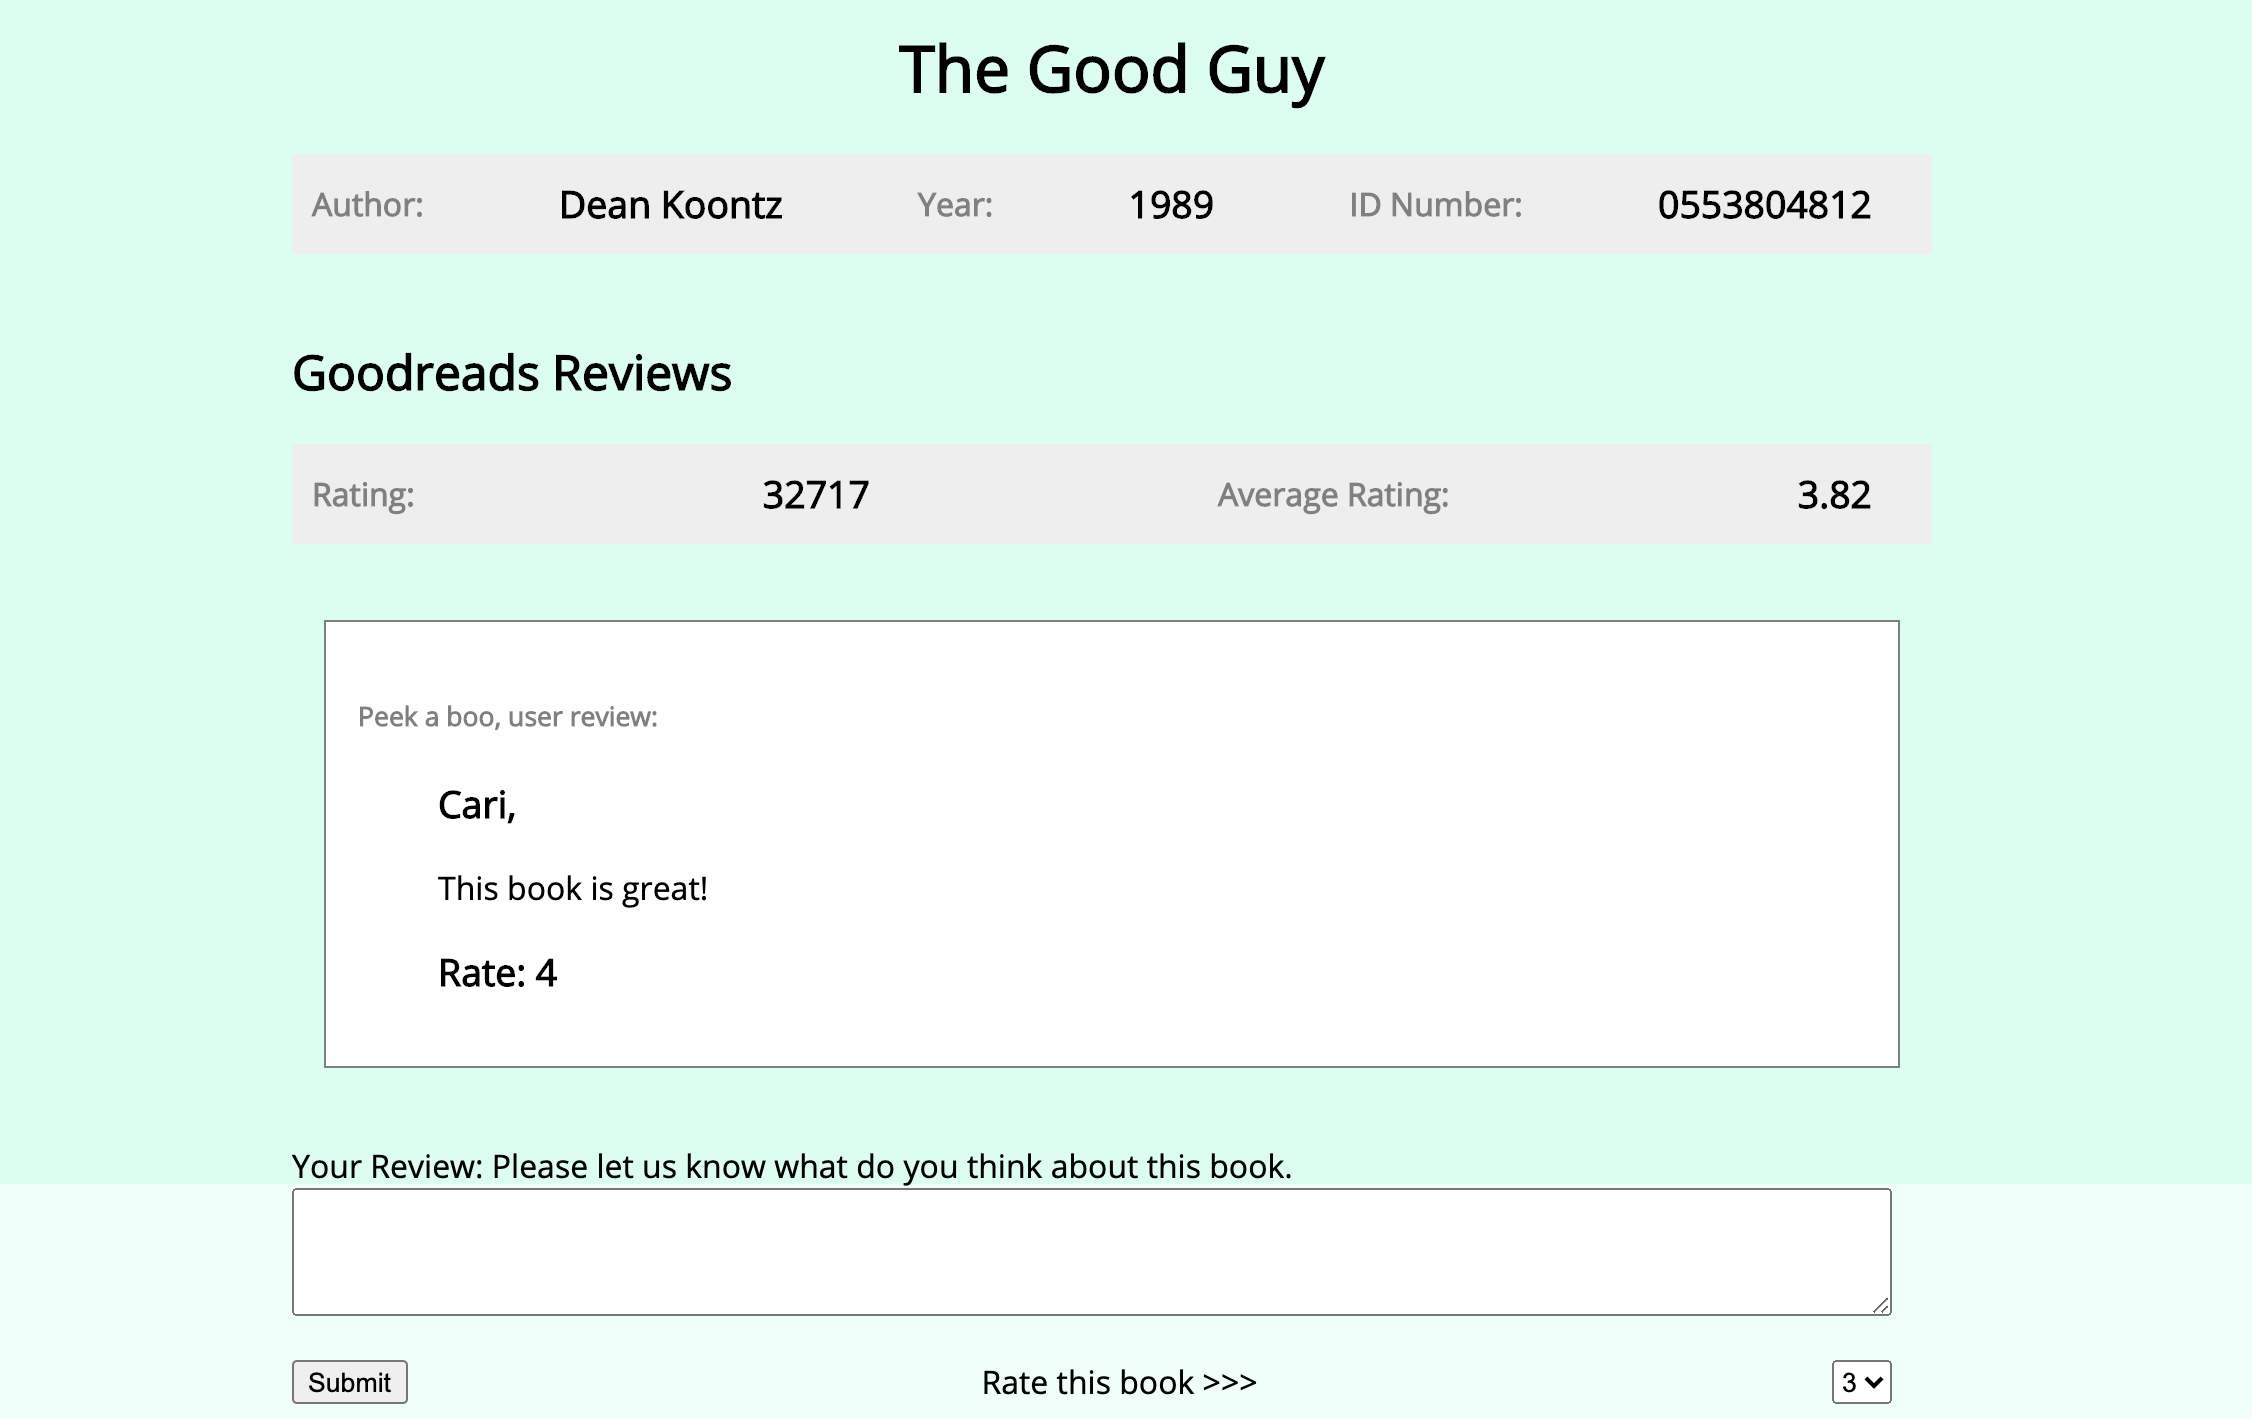 The Good Guy
Author: Dean Koontz Year: 1989 ID Number: 0553804812
Goodreads Reviews
Rating: 32717 Average Rating: 3.82
Peek a boo, user review:
Cari,
This book is great!
Rate: 4
Your Review: Please let us know what do you think about this book.
Submit Rate this book >>> 3